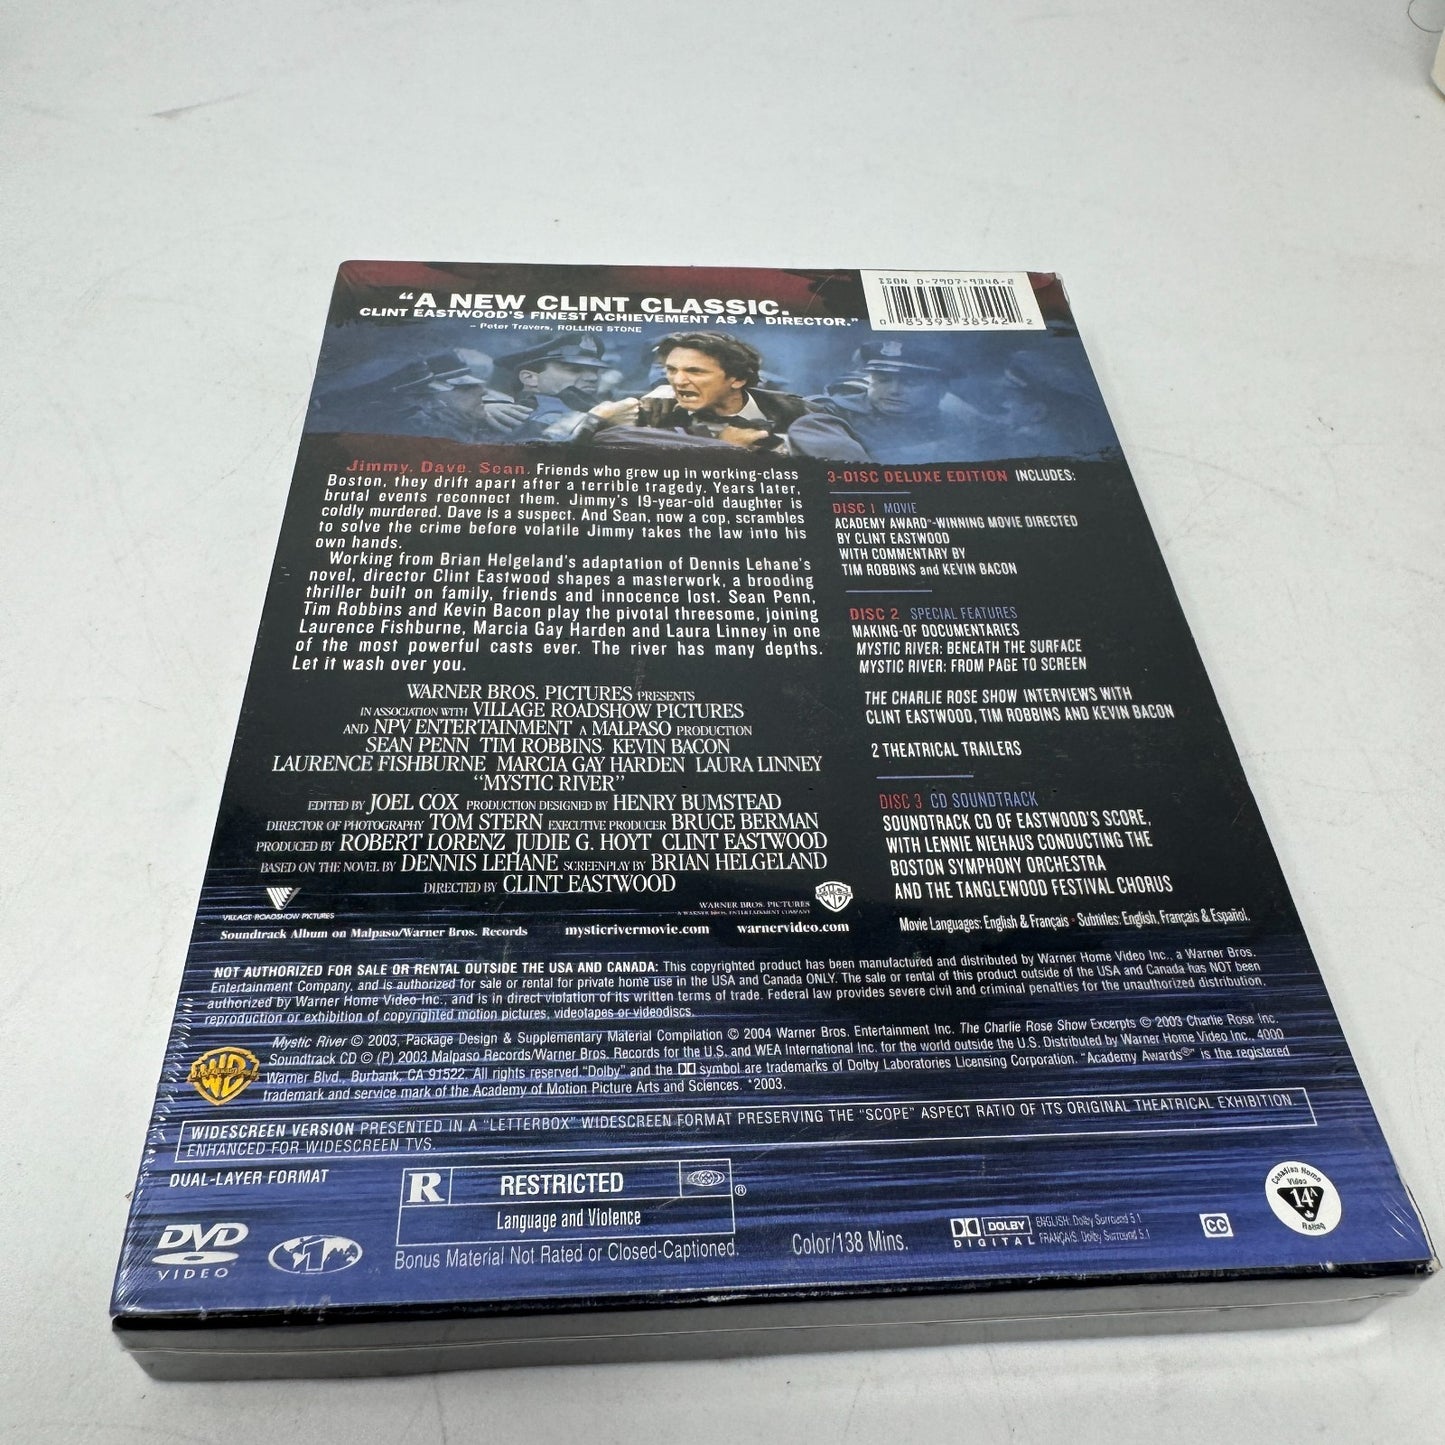 "A NEW CLINT CLASSIC.
CLINT EASTWOOD'S FINEST ACHIEVEMENT AS A DIRECTOR."
– Peter Travers, ROLLING STONE
ISBN 0-7907-9346-2
0 85393 38542 2
Jimmy. Dave. Sean. Friends who grew up in working-class
Boston, they drift apart after a terrible tragedy. Years later,
brutal events reconnect them. Jimmy's 19-year-old daughter is
coldly murdered. Dave is a suspect. And Sean, now a cop, scrambles
to solve the crime before volatile Jimmy takes the law into his
own hands.
Working from Brian Helgeland's adaptation of Dennis Lehane's
novel, director Clint Eastwood shapes a masterwork, a brooding
thriller built on family, friends and innocence lost. Sean Penn,
Tim Robbins and Kevin Bacon play the pivotal threesome, joining
Laurence Fishburne, Marcia Gay Harden and Laura Linney in one
of the most powerful casts ever. The river has many depths.
Let it wash over you.
WARNER BROS. PICTURES PRESENTS
IN ASSOCIATION WITH VILLAGE ROADSHOW PICTURES
AND NPV ENTERTAINMENT A MALPASO PRODUCTION
SEAN PENN TIM ROBBINS KEVIN BACON
LAURENCE FISHBURNE MARCIA GAY HARDEN LAURA LINNEY
"MYSTIC RIVER"
EDITED BY JOEL COX PRODUCTION DESIGNED BY HENRY BUMSTEAD
DIRECTOR OF PHOTOGRAPHY TOM STERN EXECUTIVE PRODUCER BRUCE BERMAN
PRODUCED BY ROBERT LORENZ JUDIE G. HOYT CLINT EASTWOOD
BASED ON THE NOVEL BY DENNIS LEHANE SCREENPLAY BY BRIAN HELGELAND
DIRECTED BY CLINT EASTWOOD
VILLAGE ROADSHOW PICTURES
WARNER BROS. PICTURES
A WARNER BROS. ENTERTAINMENT COMPANY
Soundtrack Album on Malpaso/Warner Bros. Records mysticrivermovie.com warnervideo.com
3-DISC DELUXE EDITION INCLUDES:
DISC 1 MOVIE
ACADEMY AWARD®-WINNING MOVIE DIRECTED
BY CLINT EASTWOOD
WITH COMMENTARY BY
TIM ROBBINS and KEVIN BACON
DISC 2 SPECIAL FEATURES
MAKING-OF DOCUMENTARIES
MYSTIC RIVER: BENEATH THE SURFACE
MYSTIC RIVER: FROM PAGE TO SCREEN
THE CHARLIE ROSE SHOW INTERVIEWS WITH
CLINT EASTWOOD, TIM ROBBINS AND KEVIN BACON
2 THEATRICAL TRAILERS
DISC 3 CD SOUNDTRACK
SOUNDTRACK CD OF EASTWOOD'S SCORE,
WITH LENNIE NIEHAUS CONDUCTING THE
BOSTON SYMPHONY ORCHESTRA
AND THE TANGLEWOOD FESTIVAL CHORUS
Movie Languages: English & Français • Subtitles: English, Français & Español.
NOT AUTHORIZED FOR SALE OR RENTAL OUTSIDE THE USA AND CANADA: This copyrighted product has been manufactured and distributed by Warner Home Video Inc., a Warner Bros.
Entertainment Company, and is authorized for sale or rental for private home use in the USA and Canada ONLY. The sale or rental of this product outside of the USA and Canada has NOT been
authorized by Warner Home Video Inc., and is in direct violation of its written terms of trade. Federal law provides severe civil and criminal penalties for the unauthorized distribution,
reproduction or exhibition of copyrighted motion pictures, videotapes or videodiscs.
Mystic River © 2003, Package Design & Supplementary Material Compilation © 2004 Warner Bros. Entertainment Inc. The Charlie Rose Show Excerpts © 2003 Charlie Rose Inc.
Soundtrack CD © (P) 2003 Malpaso Records/Warner Bros. Records for the U.S. and WEA International Inc. for the world outside the U.S. Distributed by Warner Home Video Inc., 4000
Warner Blvd., Burbank, CA 91522. All rights reserved. "Dolby" and the DD symbol are trademarks of Dolby Laboratories Licensing Corporation. "Academy Awards®" is the registered
trademark and service mark of the Academy of Motion Picture Arts and Sciences. *2003.
WB
WIDESCREEN VERSION PRESENTED IN A "LETTERBOX" WIDESCREEN FORMAT PRESERVING THE "SCOPE" ASPECT RATIO OF ITS ORIGINAL THEATRICAL EXHIBITION.
ENHANCED FOR WIDESCREEN TVS.
DUAL-LAYER FORMAT
DVD
VIDEO
1
R RESTRICTED ®
Language and Violence
Bonus Material Not Rated or Closed-Captioned.
Color/138 Mins.
DOLBY
DIGITAL
ENGLISH: Dolby Surround 5.1
FRANÇAIS: Dolby Surround 5.1
CC
Canadian Home
Video
14A
Rating